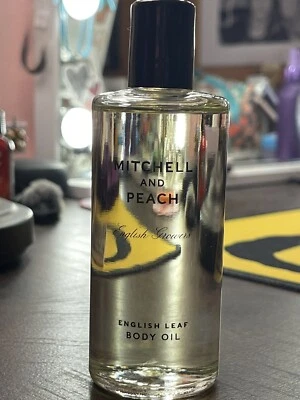 MITCHELL
AND
PEACH
English Growers
ENGLISH LEAF
BODY OIL